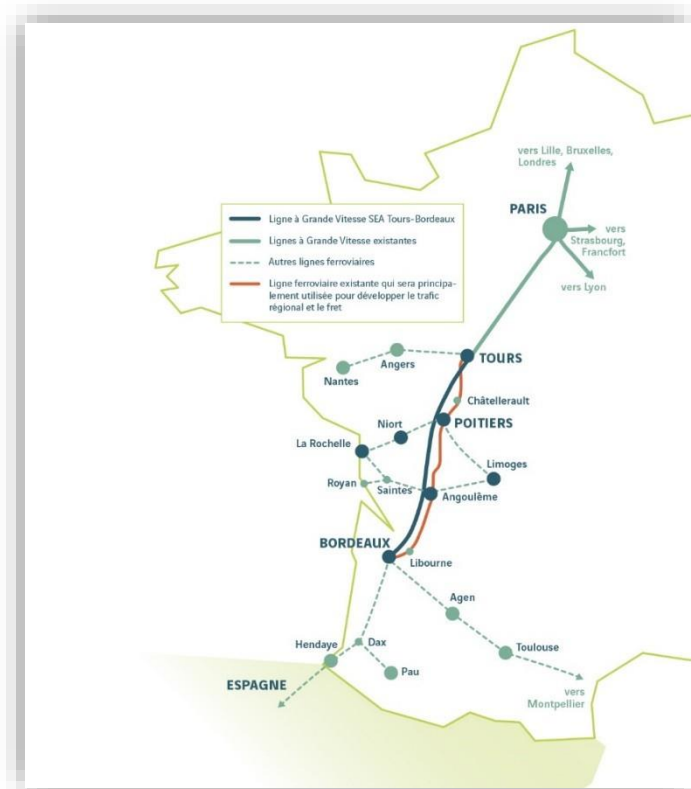 vers Lille, Bruxelles,
Londres
PARIS
vers
Strasbourg,
Francfort
vers Lyon
Ligne à Grande Vitesse SEA Tours-Bordeaux
Lignes à Grande Vitesse existantes
Autres lignes ferroviaires
Ligne ferroviaire existante qui sera principa-
lement utilisée pour développer le trafic
régional et le fret
TOURS
Angers
Nantes
Châtellerault
Niort
POITIERS
La Rochelle
Limoges
Royan
Saintes
Angoulême
BORDEAUX
Libourne
Agen
Toulouse
Hendaye
Dax
Pau
ESPAGNE
vers
Montpellier